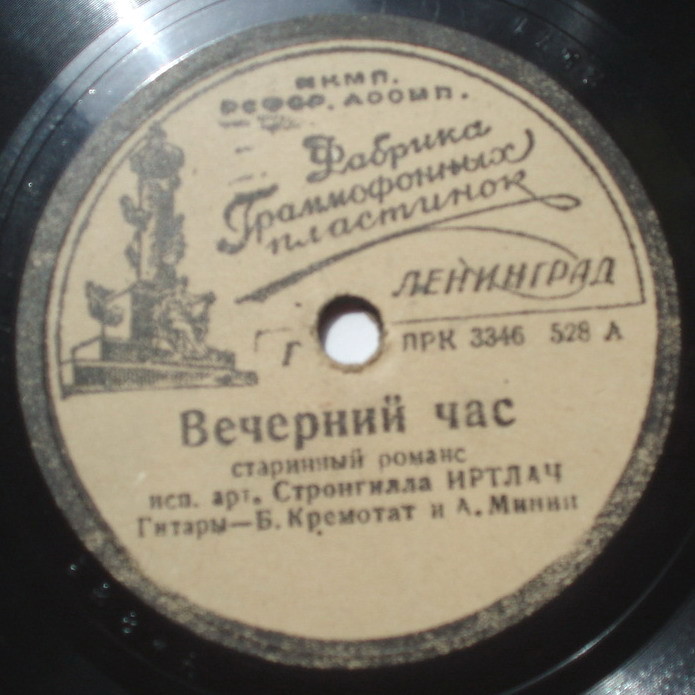 ЛКМП.
РСФСР. ЛООМП.
Фабрика
Граммофонных
пластинок
ЛЕНИНГРАД
Г ПРК 3346 528 А
Вечерний час
старинный романс
исп. арт. Стронгилла ИРТЛАЧ
Гитары—Б. Кремотат и А. Минин